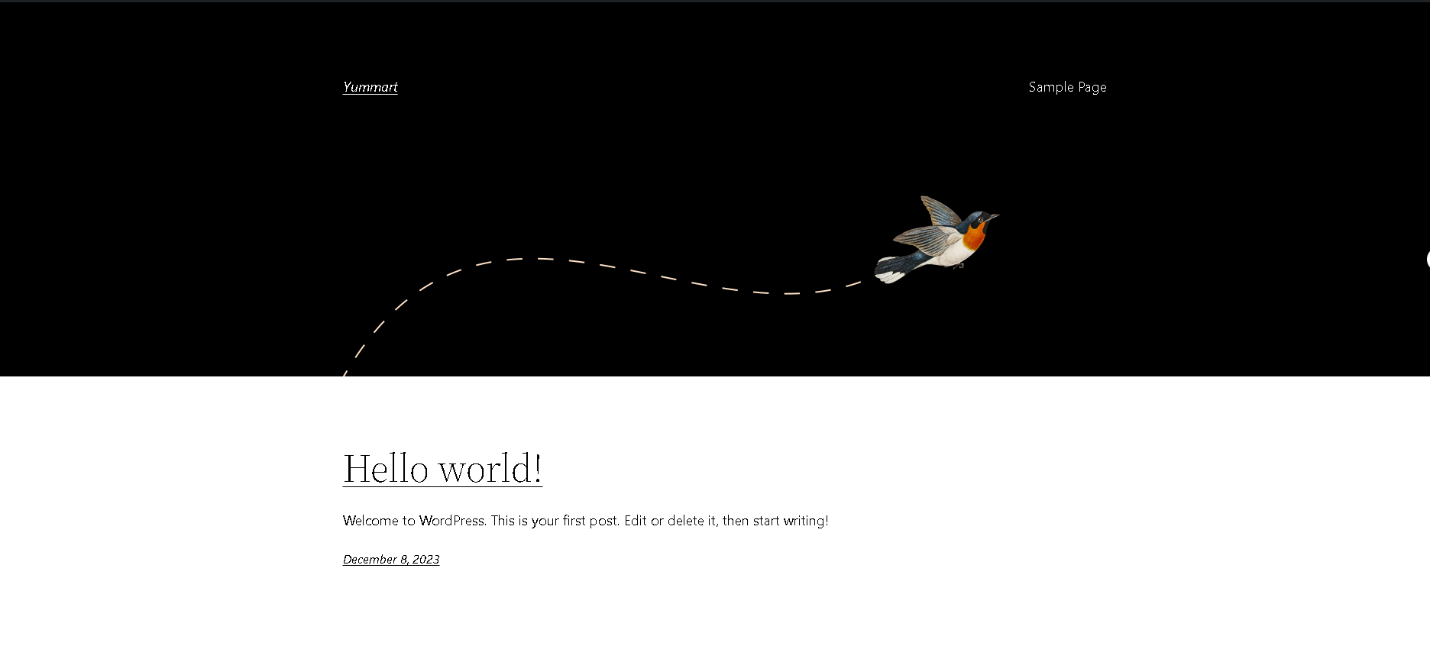 Yummart
Sample Page
Hello world!
Welcome to WordPress. This is your first post. Edit or delete it, then start writing!
December 8, 2023